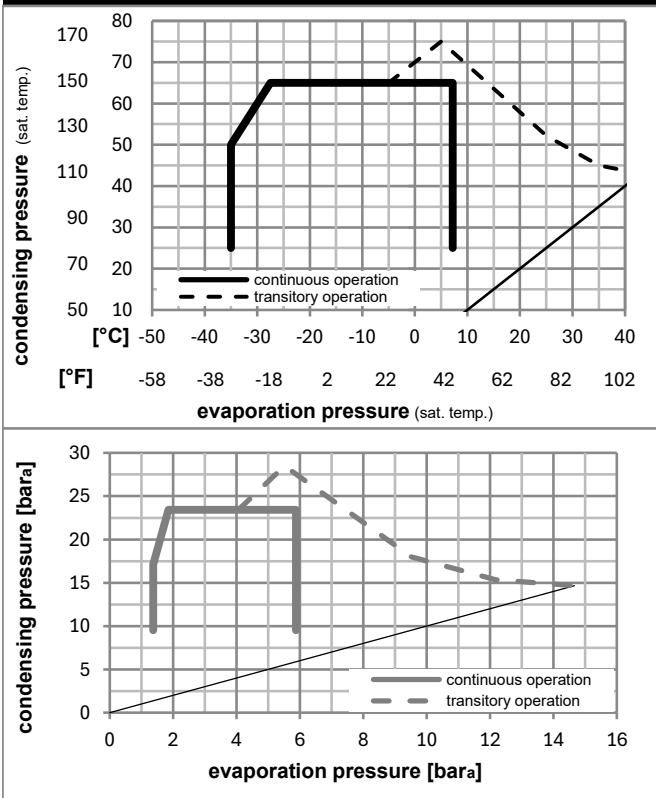 condensing pressure (sat. temp.)
170 80
70
150
60
130
50
110
40
90
30
70 20
50 10
continuous operation
transitory operation
[°C] -50 -40 -30 -20 -10 0 10 20 30 40
[°F] -58 -38 -18 2 22 42 62 82 102
evaporation pressure (sat. temp.)
condensing pressure [bara]
30
25
20
15
10
5
0
continuous operation
transitory operation
0 2 4 6 8 10 12 14 16
evaporation pressure [bara]